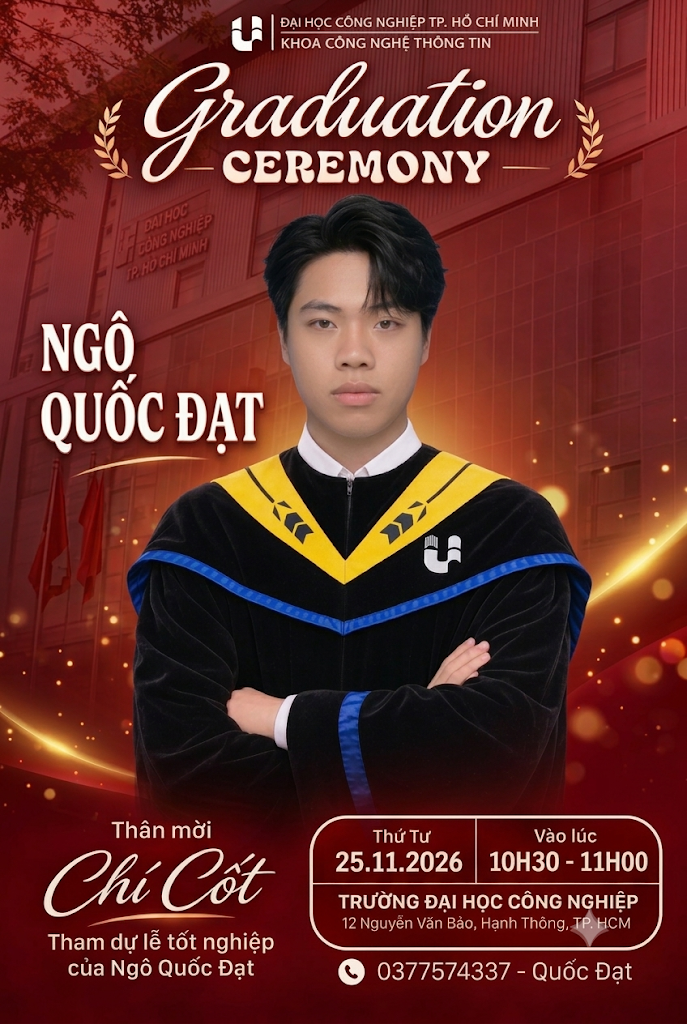 ĐẠI HỌC CÔNG NGHIỆP TP. HỒ CHÍ MINH
KHOA CÔNG NGHỆ THÔNG TIN
Graduation
CEREMONY
ĐẠI HỌC
CÔNG NGHIỆP
TP. HỒ CHÍ MINH
NGÔ
QUỐC ĐẠT
Thân mời
Chí Cốt
Tham dự lễ tốt nghiệp
của Ngô Quốc Đạt
Thứ Tư
25.11.2026
Vào lúc
10H30 - 11H00
TRƯỜNG ĐẠI HỌC CÔNG NGHIỆP
12 Nguyễn Văn Bảo, Hạnh Thông, TP. HCM
0377574337 - Quốc Đạt